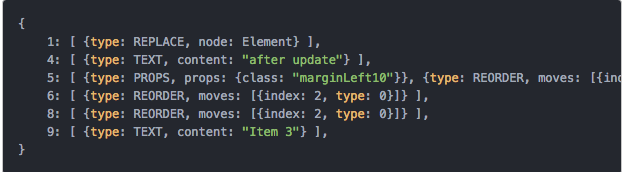 {
1: [ {type: REPLACE, node: Element} ],
4: [ {type: TEXT, content: "after update"} ],
5: [ {type: PROPS, props: {class: "marginLeft10"}}, {type: REORDER, moves: [{ind
6: [ {type: REORDER, moves: [{index: 2, type: 0}]} ],
8: [ {type: REORDER, moves: [{index: 2, type: 0}]} ],
9: [ {type: TEXT, content: "Item 3"} ],
}